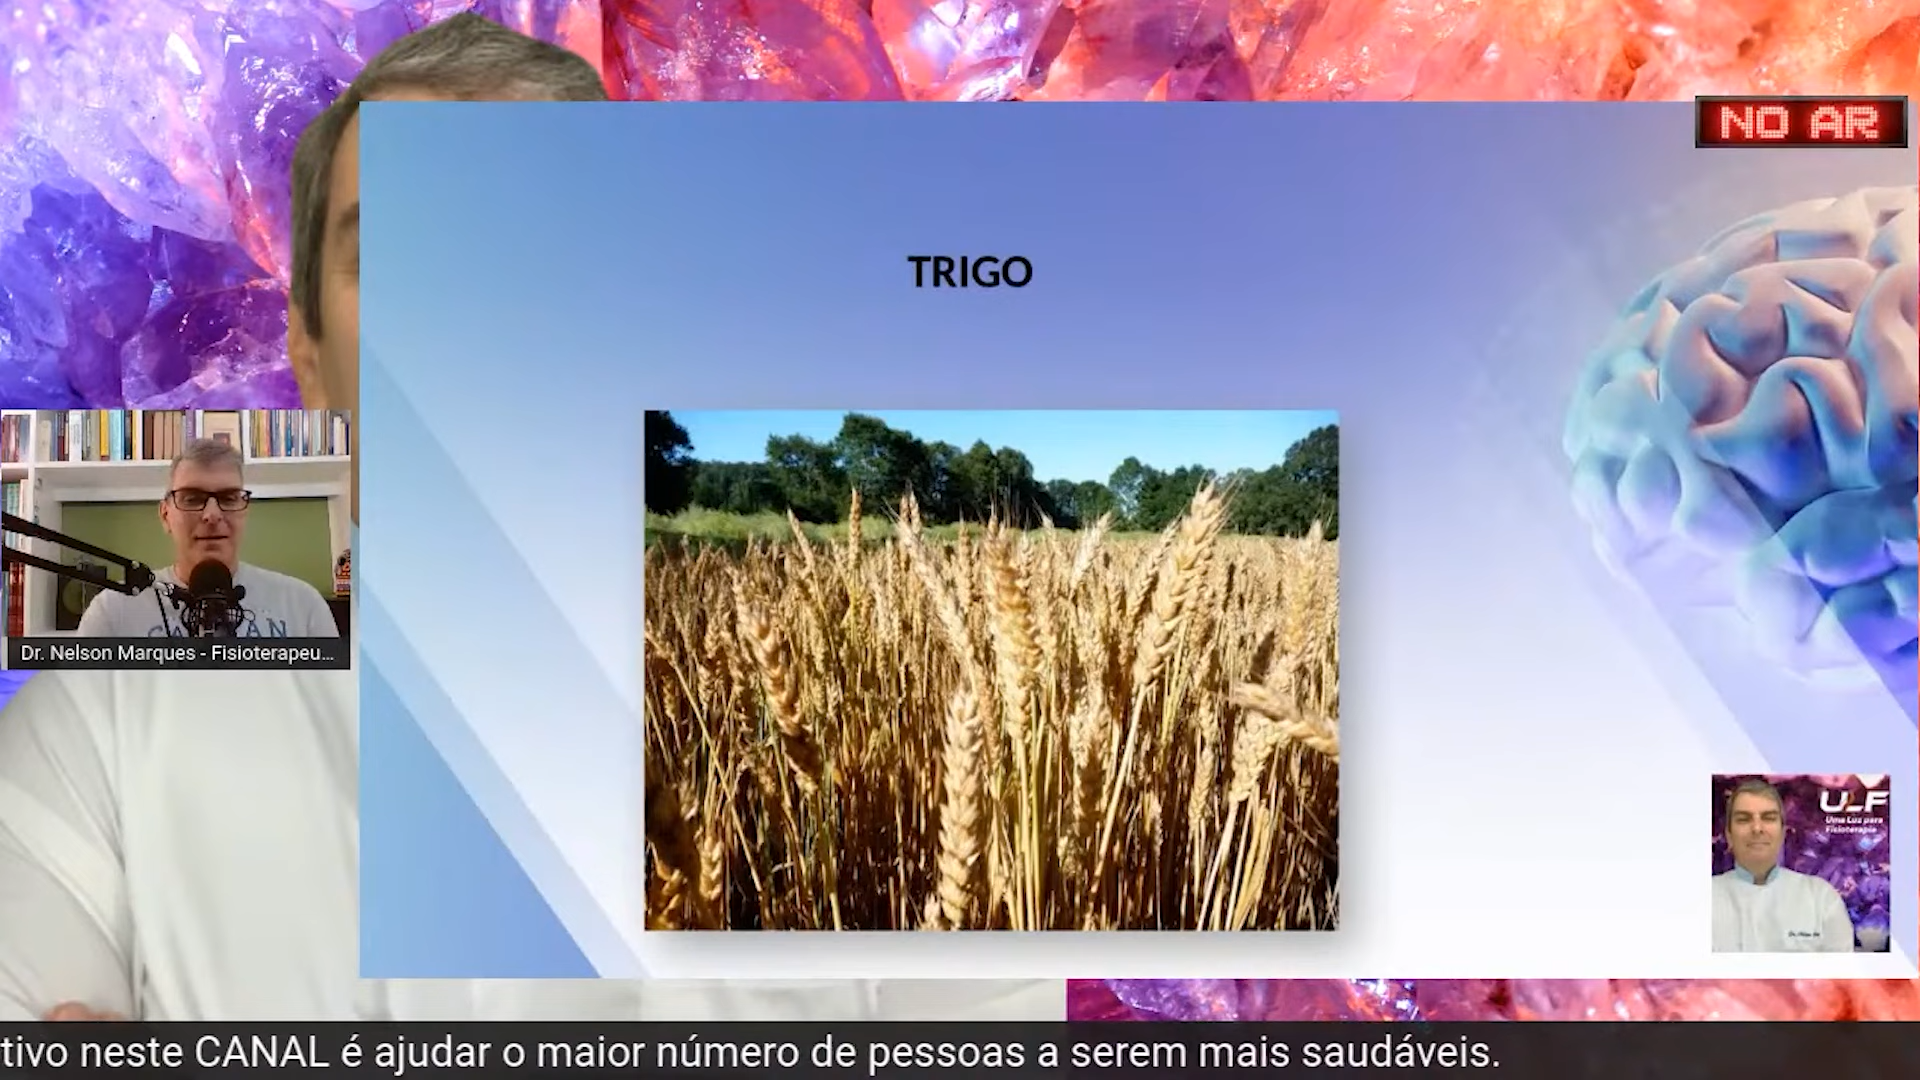 NO AR
TRIGO
Dr. Nelson Marques - Fisioterapeu...
ULF
Uma Luz para
Fisioterapia
tivo neste CANAL é ajudar o maior número de pessoas a serem mais saudáveis.